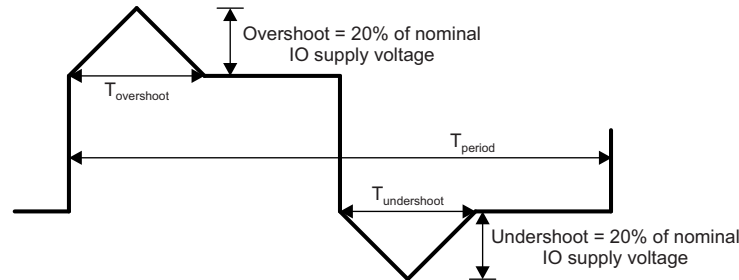 Overshoot = 20% of nominal
IO supply voltage
Tovershoot
Tperiod
Tundershoot
Undershoot = 20% of nominal
IO supply voltage